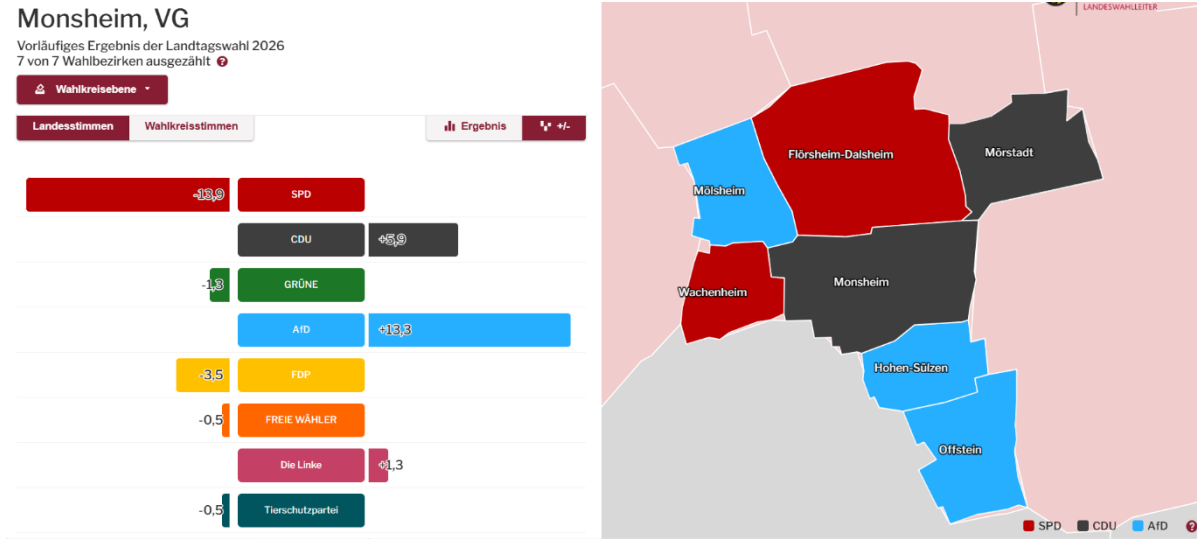 Monsheim, VG
Vorläufiges Ergebnis der Landtagswahl 2026
7 von 7 Wahlbezirken ausgezählt ?
Wahlkreisebene
Landesstimmen Wahlkreisstimmen Ergebnis +/-
-13,9 SPD
CDU +5,9
-1,3 GRÜNE
AfD +13,3
-3,5 FDP
-0,5 FREIE WÄHLER
Die Linke +1,3
-0,5 Tierschutzpartei
LANDESWAHLLEITER
Flörsheim-Dalsheim
Mörstadt
Mölsheim
Wachenheim
Monsheim
Hohen-Sülzen
Offstein
SPD CDU AfD ?